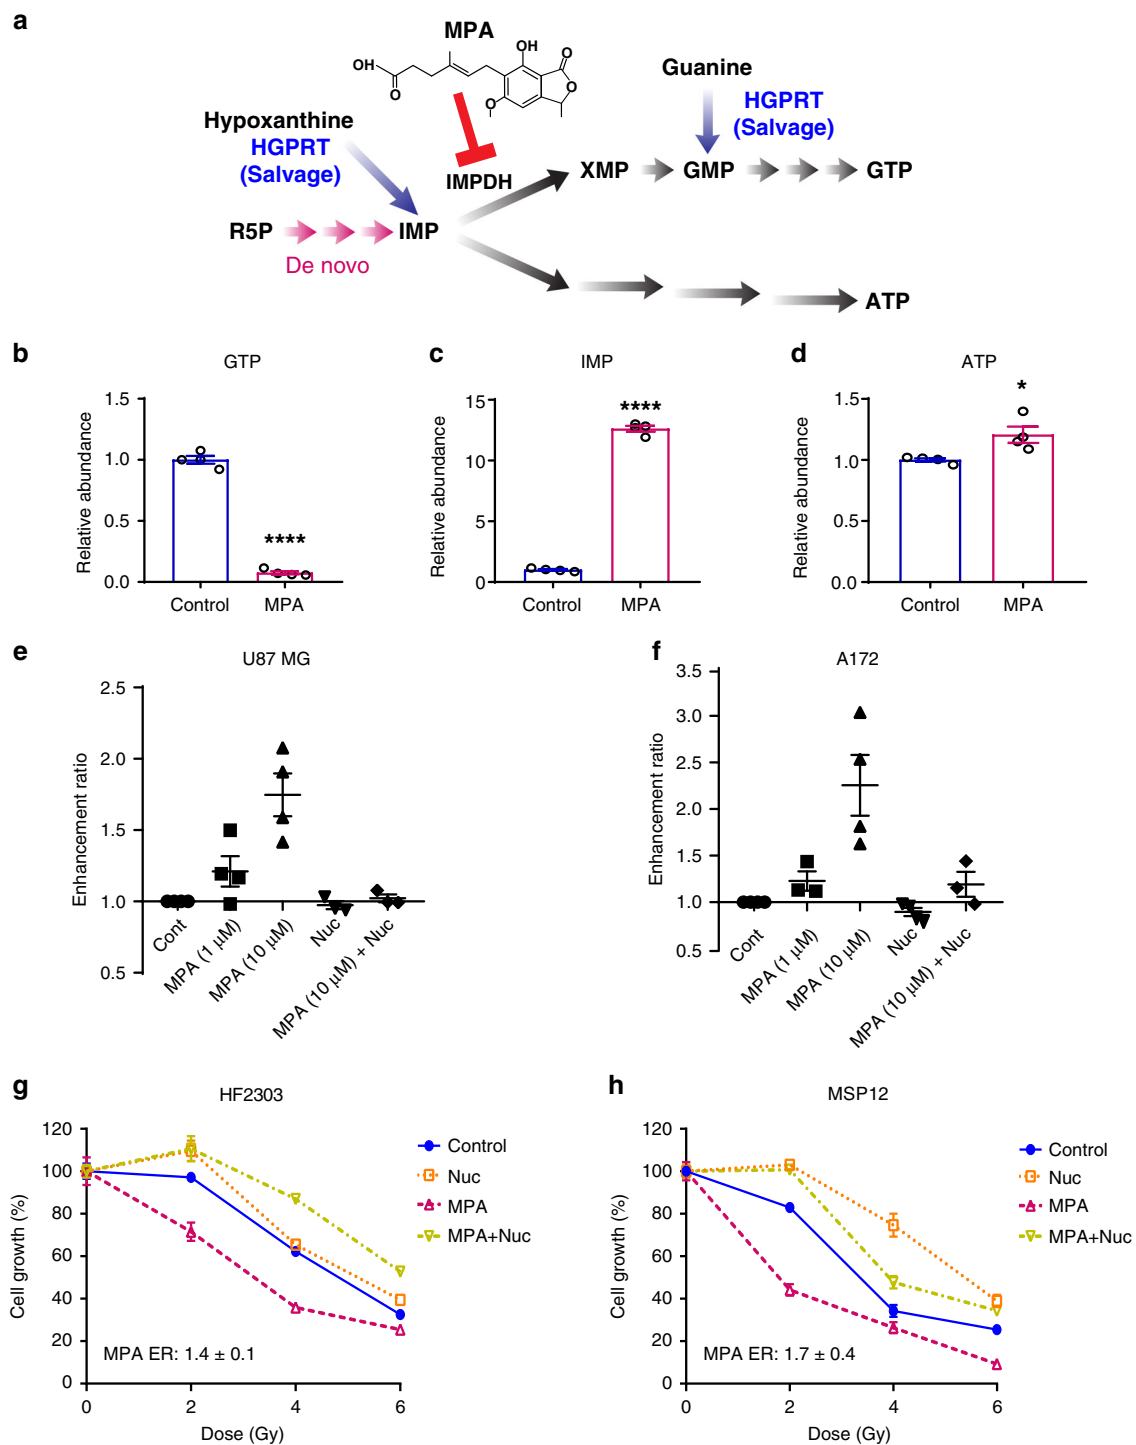 a
MPA
OH
O
OH
O
O
O
Guanine
HGPRT
(Salvage)
Hypoxanthine
HGPRT
(Salvage)
IMPDH
XMP
GMP
GTP
R5P
IMP
De novo
ATP
b
GTP
Relative abundance
1.5
1.0
0.5
0.0
****
Control
MPA
c
IMP
Relative abundance
15
10
5
0
****
Control
MPA
d
ATP
Relative abundance
1.5
1.0
0.5
0.0
*
Control
MPA
e
U87 MG
Enhancement ratio
2.5
2.0
1.5
1.0
0.5
Cont
MPA (1 μM)
MPA (10 μM)
Nuc
MPA (10 μM) + Nuc
f
A172
Enhancement ratio
3.5
3.0
2.5
2.0
1.5
1.0
0.5
Cont
MPA (1 μM)
MPA (10 μM)
Nuc
MPA (10 μM) + Nuc
g
HF2303
Cell growth (%)
120
100
80
60
40
20
0
MPA ER: 1.4 ± 0.1
0 2 4 6
Dose (Gy)
Control
Nuc
MPA
MPA+Nuc
h
MSP12
Cell growth (%)
120
100
80
60
40
20
0
MPA ER: 1.7 ± 0.4
0 2 4 6
Dose (Gy)
Control
Nuc
MPA
MPA+Nuc